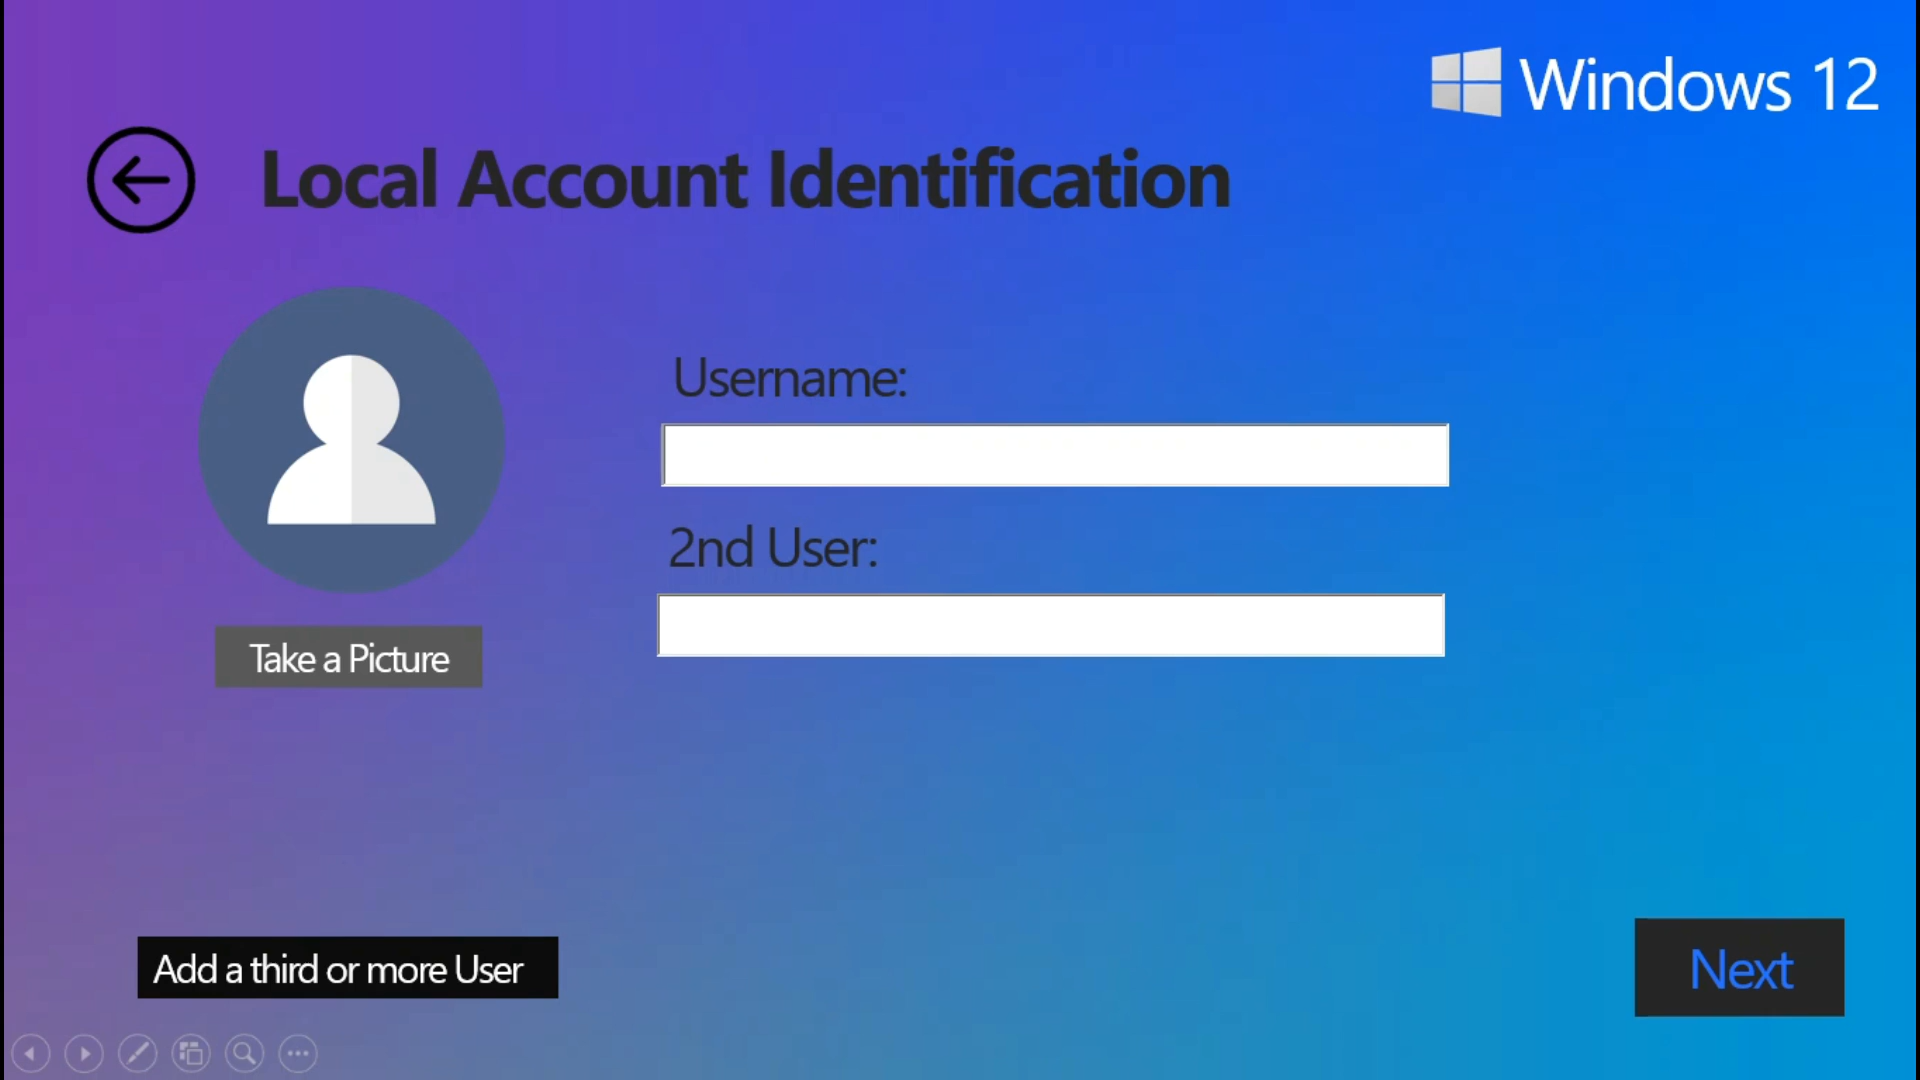 Windows 12
Local Account Identification
Username:
2nd User:
Take a Picture
Add a third or more User
Next